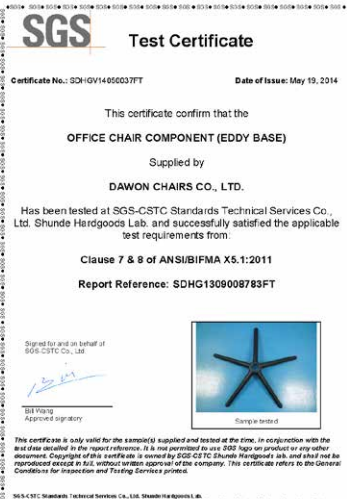 SGS
Test Certificate
Certificate No.: SDHGV14050037FT Date of Issue: May 19, 2014
This certificate confirm that the
OFFICE CHAIR COMPONENT (EDDY BASE)
Supplied by
DAWON CHAIRS CO., LTD.
Has been tested at SGS-CSTC Standards Technical Services Co.,
Ltd. Shunde Hardgoods Lab. and successfully satisfied the applicable
test requirements from:
Clause 7 & 8 of ANSI/BIFMA X5.1:2011
Report Reference: SDHG1309008783FT
Signed for and on behalf of
SGS-CSTC Co., Ltd.
Bill Wang
Approved signatory
Sample tested
This certificate is only valid for the sample(s) supplied and tested at the time, in conjunction with the
test data detailed in the report reference. It is not permitted to use SGS logo on product or any other
document. Copyright of this certificate is owned by SGS-CSTC Shunde Hardgoods lab. and shall not be
reproduced except in full, without written approval of the company. This certificate refers to the General
Conditions for Inspection and Testing Services printed.
SGS-CSTC Standards Technical Services Co., Ltd. Shunde Hardgoods Lab.